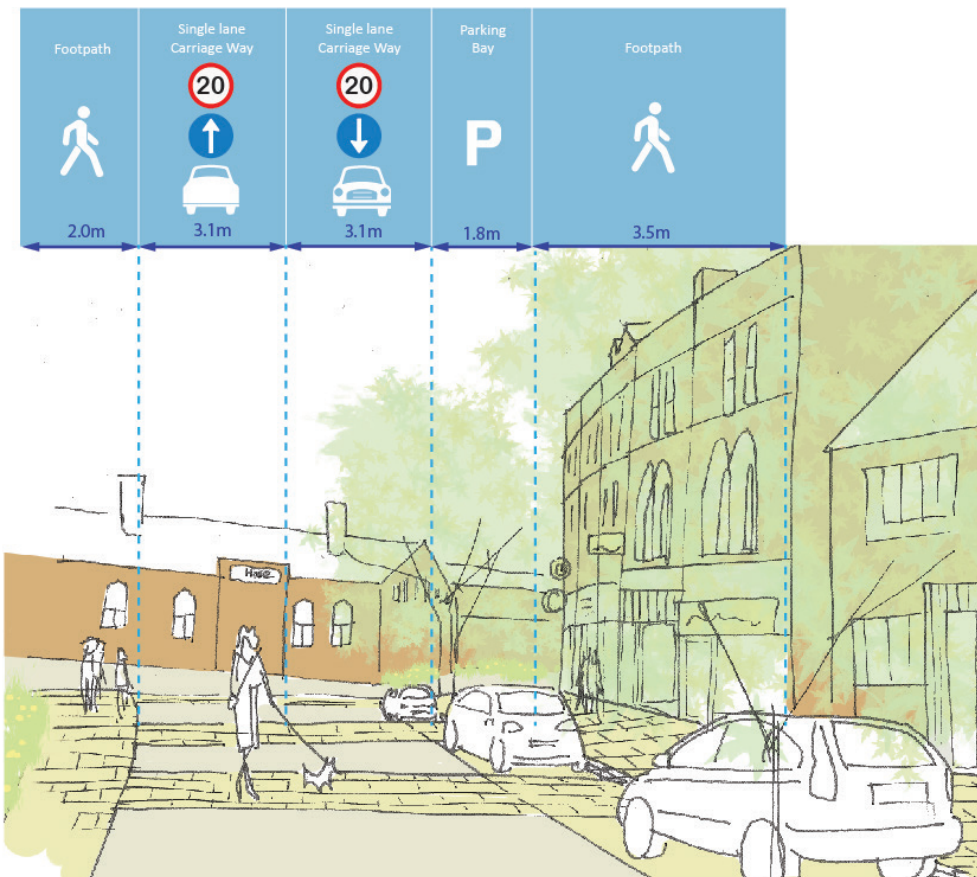 Footpath
Single lane
Carriage Way
20
Single lane
Carriage Way
20
Parking
Bay
P
Footpath
2.0m
3.1m
3.1m
1.8m
3.5m